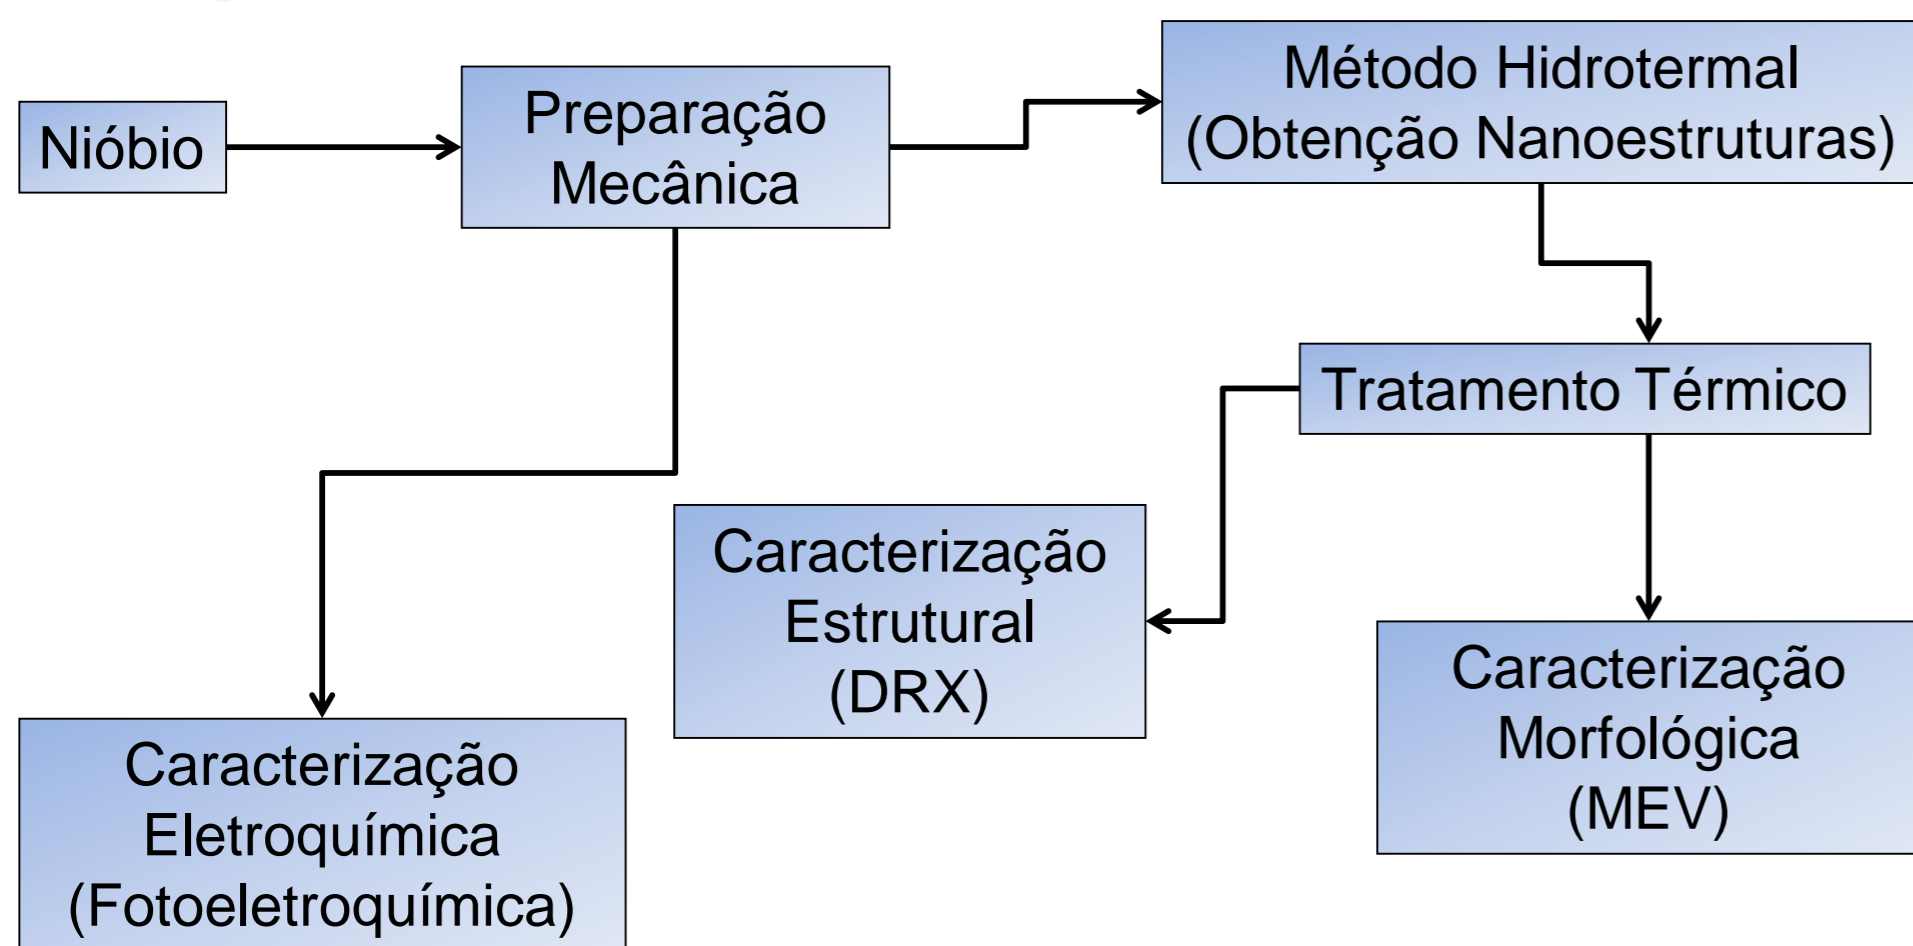 Nióbio
Preparação
Mecânica
Método Hidrotermal
(Obtenção Nanoestruturas)
Tratamento Térmico
Caracterização
Estrutural
(DRX)
Caracterização
Morfológica
(MEV)
Caracterização
Eletroquímica
(Fotoeletroquímica)